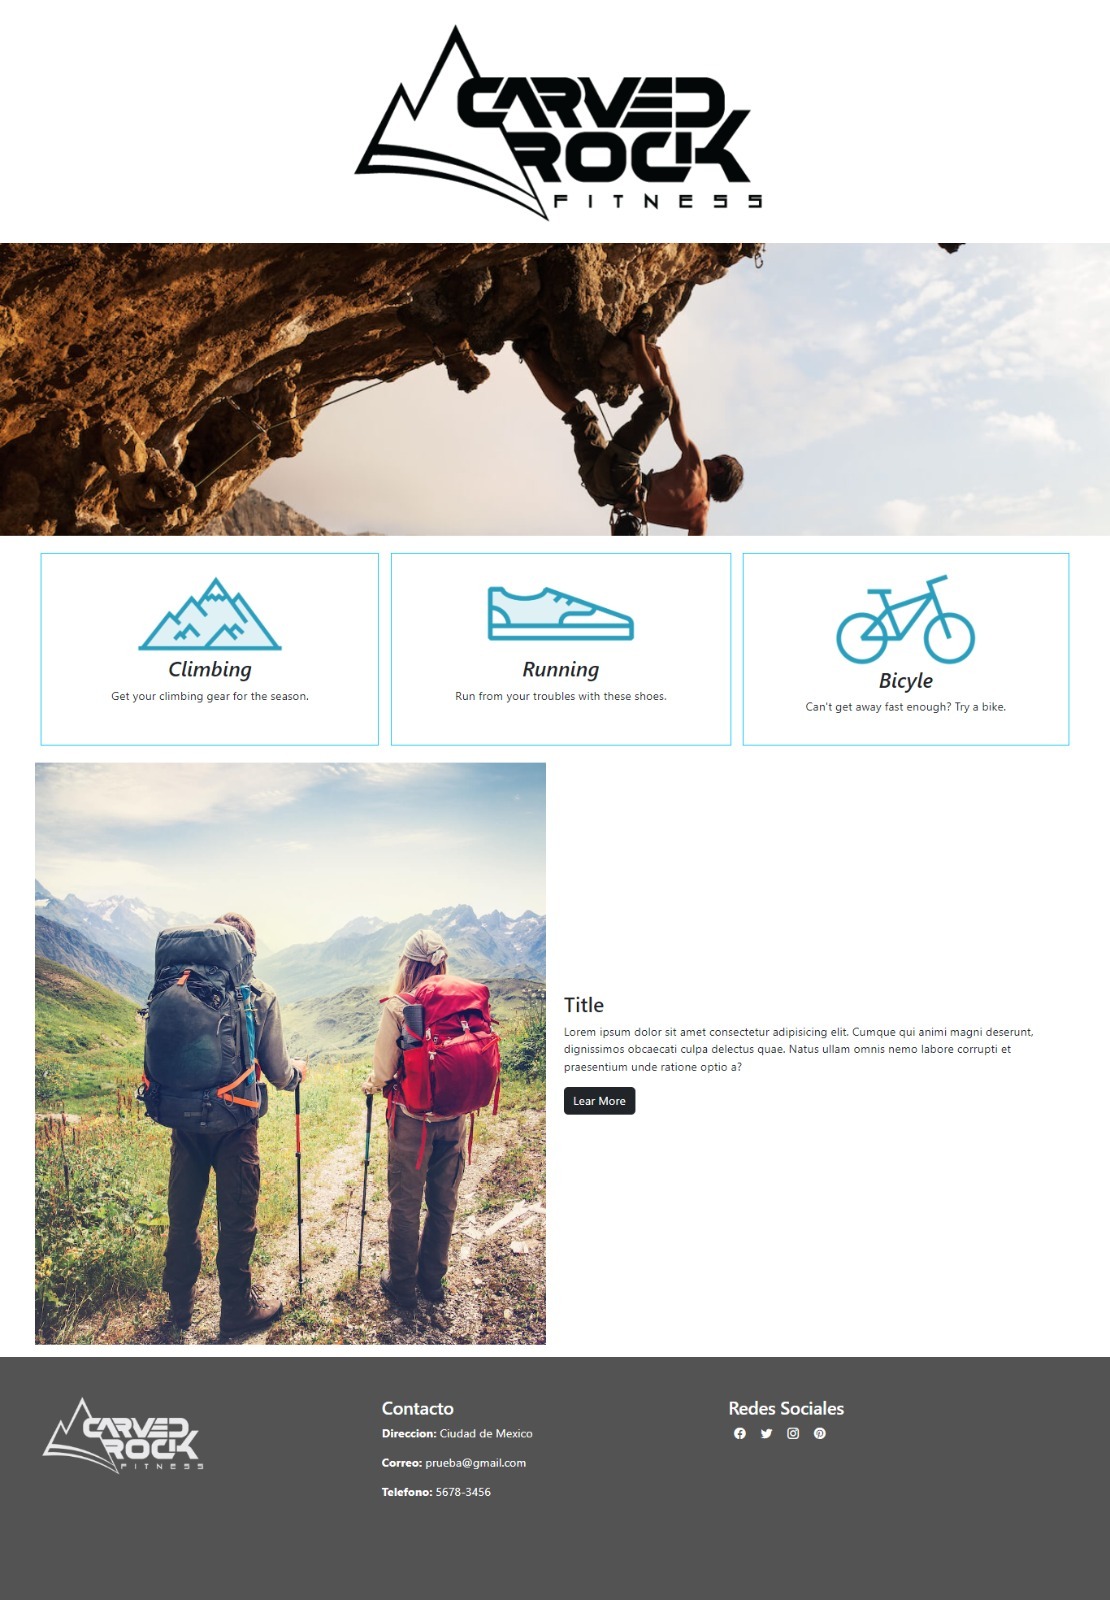 CARVED
ROCK
FITNESS
Climbing
Get your climbing gear for the season.
Running
Run from your troubles with these shoes.
Bicyle
Can't get away fast enough? Try a bike.
Title
Lorem ipsum dolor sit amet consectetur adipisicing elit. Cumque qui animi magni deserunt,
dignissimos obcaecati culpa delectus quae. Natus ullam omnis nemo labore corrupti et
praesentium unde ratione optio a?
Lear More
CARVED
ROCK
FITNESS
Contacto
Direccion: Ciudad de Mexico
Correo: prueba@gmail.com
Telefono: 5678-3456
Redes Sociales